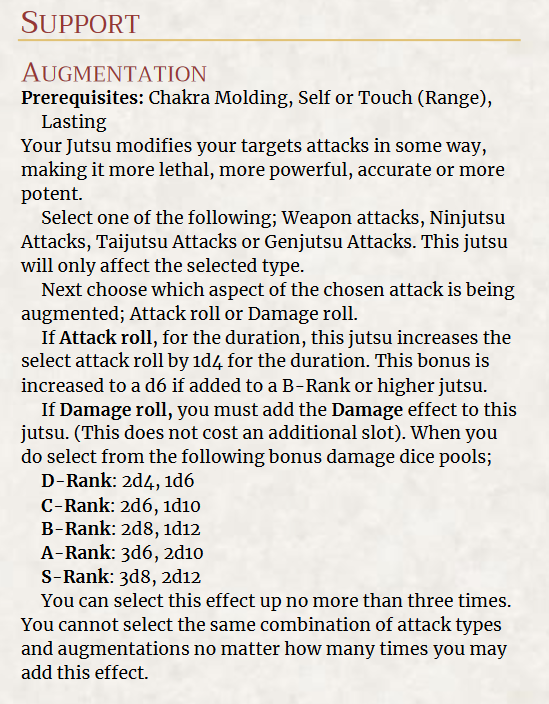 SUPPORT
AUGMENTATION
Prerequisites: Chakra Molding, Self or Touch (Range),
Lasting
Your Jutsu modifies your targets attacks in some way,
making it more lethal, more powerful, accurate or more
potent.
Select one of the following; Weapon attacks, Ninjutsu
Attacks, Taijutsu Attacks or Genjutsu Attacks. This jutsu
will only affect the selected type.
Next choose which aspect of the chosen attack is being
augmented; Attack roll or Damage roll.
If Attack roll, for the duration, this jutsu increases the
select attack roll by 1d4 for the duration. This bonus is
increased to a d6 if added to a B-Rank or higher jutsu.
If Damage roll, you must add the Damage effect to this
jutsu. (This does not cost an additional slot). When you
do select from the following bonus damage dice pools;
D-Rank: 2d4, 1d6
C-Rank: 2d6, 1d10
B-Rank: 2d8, 1d12
A-Rank: 3d6, 2d10
S-Rank: 3d8, 2d12
You can select this effect up no more than three times.
You cannot select the same combination of attack types
and augmentations no matter how many times you may
add this effect.